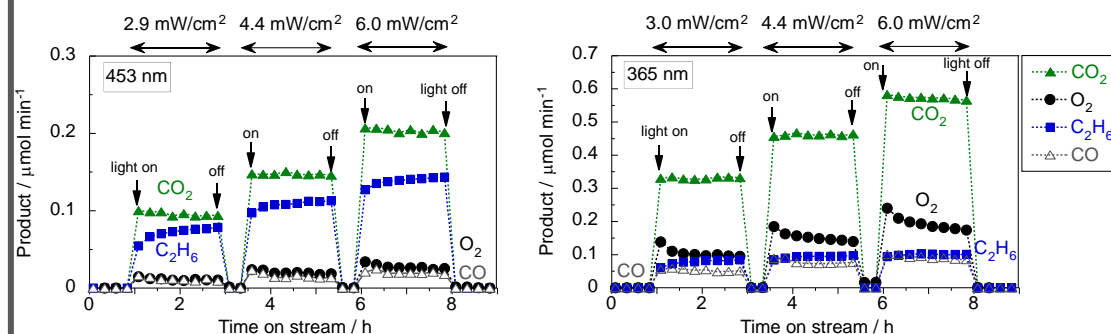 2.9 mW/cm² 4.4 mW/cm² 6.0 mW/cm²
453 nm
0.3
0.2
0.1
0
Product / μmol min⁻¹
light on
off
on
off
on
light off
CO₂
C₂H₆
O₂
CO
0 2 4 6 8
Time on stream / h
3.0 mW/cm² 4.4 mW/cm² 6.0 mW/cm²
365 nm
0.7
0.6
0.5
0.4
0.3
0.2
0.1
0
Product / μmol min⁻¹
light on
off
on
off
on
light off
CO₂
O₂
C₂H₆
CO
0 2 4 6 8
Time on stream / h
CO₂
O₂
C₂H₆
CO